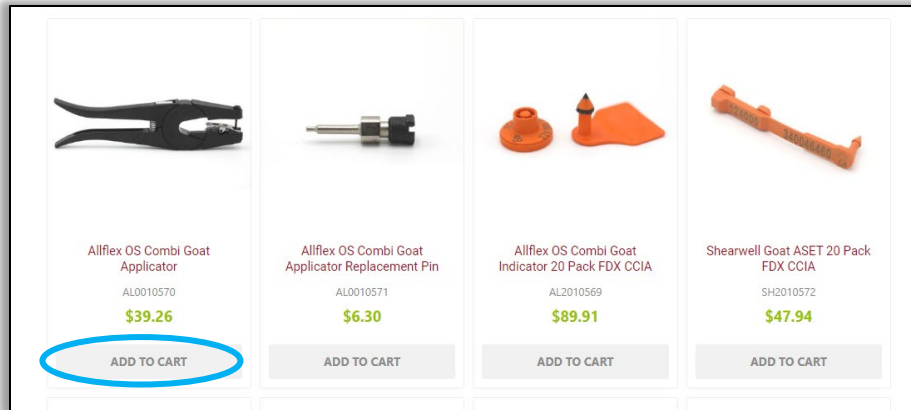 Allflex OS Combi Goat
Applicator
AL0010570
$39.26
ADD TO CART
Allflex OS Combi Goat
Applicator Replacement Pin
AL0010571
$6.30
ADD TO CART
Allflex OS Combi Goat
Indicator 20 Pack FDX CCIA
AL2010569
$89.91
ADD TO CART
Shearwell Goat ASET 20 Pack
FDX CCIA
SH2010572
$47.94
ADD TO CART